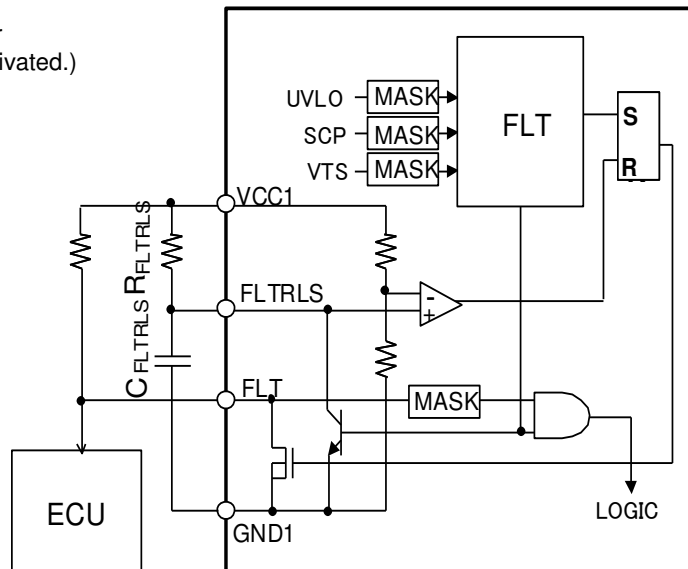 ivated.)
UVLO
MASK
SCP
MASK
VTS
MASK
FLT
S
R
VCC1
RFLTRLS
CFLTRLS
FLTRLS
FLT
MASK
ECU
GND1
LOGIC